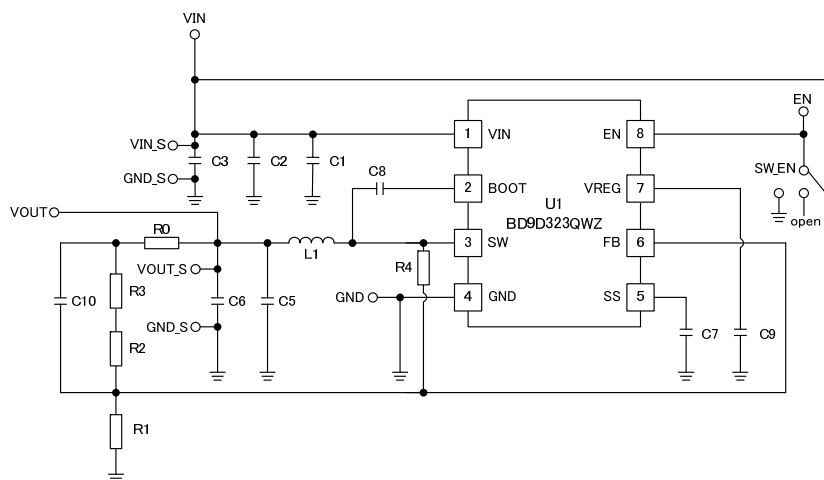 VIN
EN
VIN_S
C3
C2
C1
1
VIN
EN
8
GND_S
C8
SW_EN
2
BOOT
VREG
7
U1
BD9D323QWZ
VOUT
open
R0
3
SW
FB
6
L1
VOUT_S
R4
R3
C10
C6
C5
GND
4
GND
SS
5
GND_S
C7
C9
R2
R1